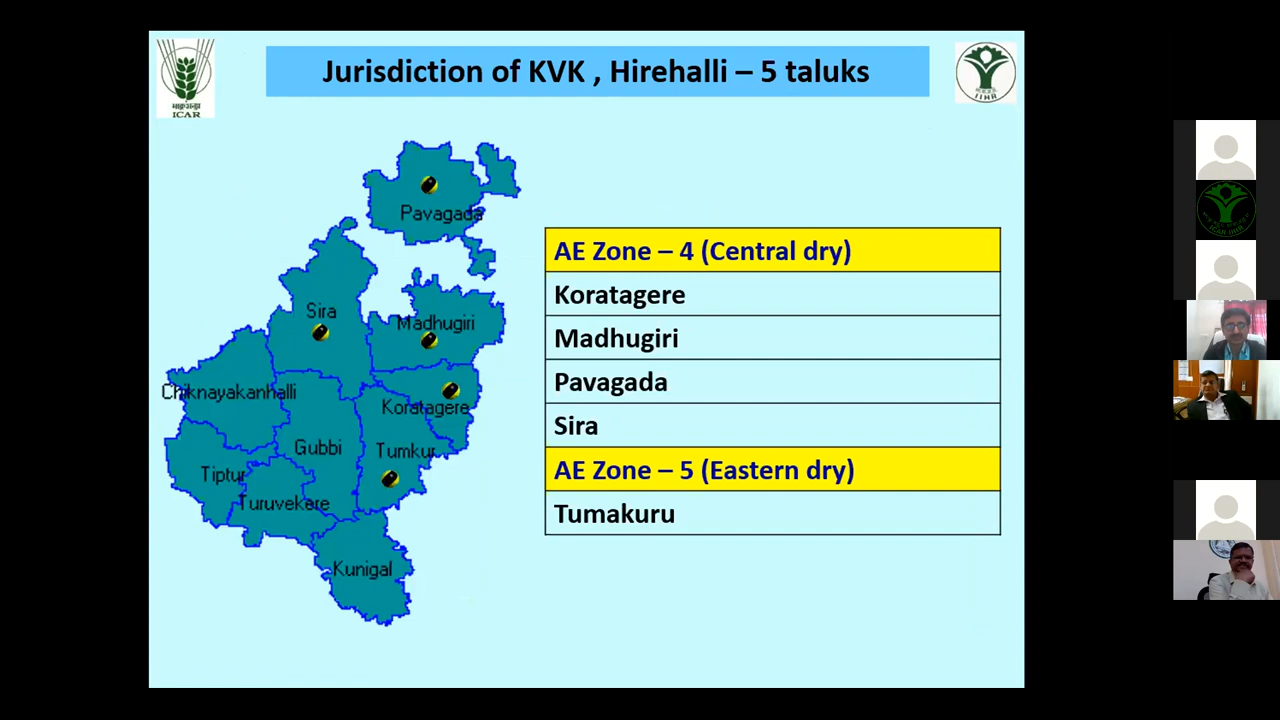 Jurisdiction of KVK , Hirehalli – 5 taluks
ICAR
IIHR
Pavagada
Sira
Madhugiri
Chiknayakanhalli
Koratagere
Gubbi
Tumkur
Tiptur
Turuvekere
Kunigal
AE Zone – 4 (Central dry)
Koratagere
Madhugiri
Pavagada
Sira
AE Zone – 5 (Eastern dry)
Tumakuru